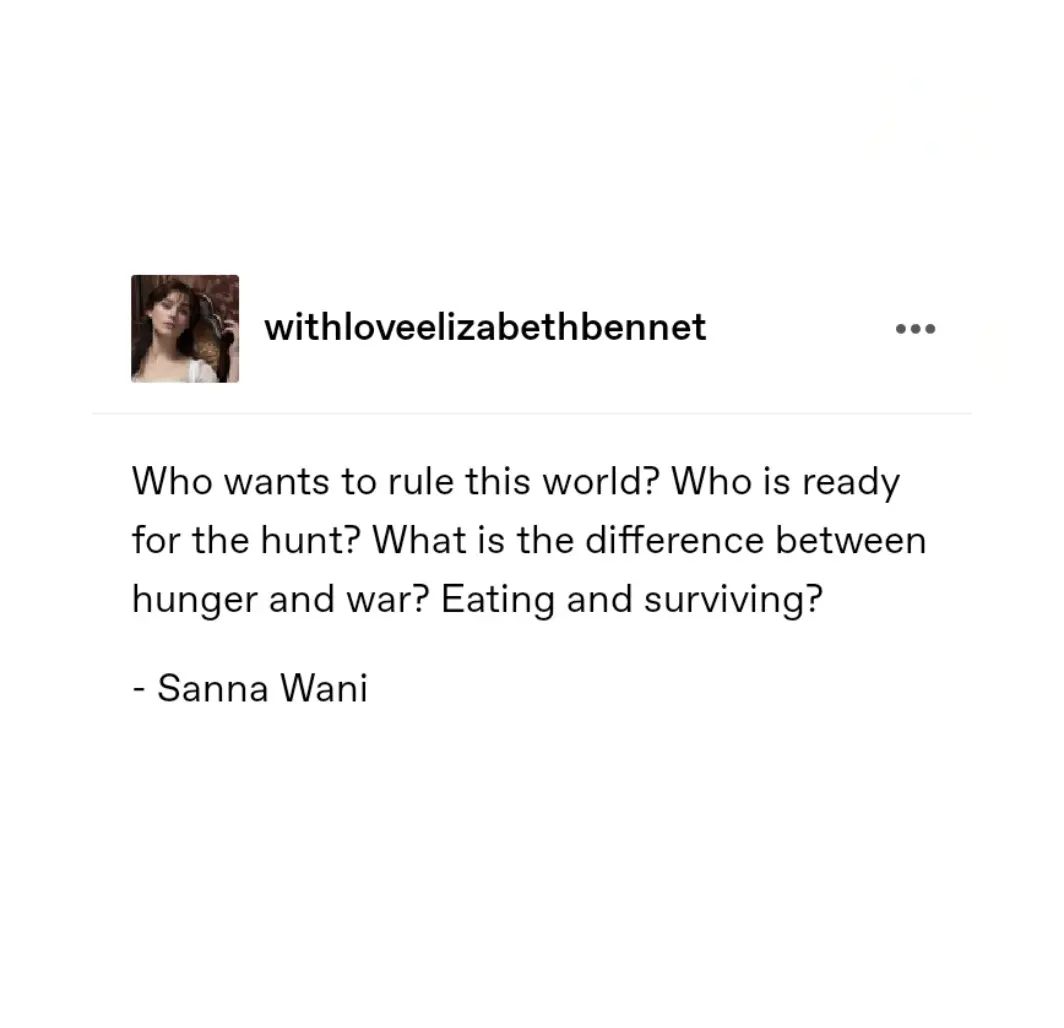 withloveelizabethbennet
Who wants to rule this world? Who is ready
for the hunt? What is the difference between
hunger and war? Eating and surviving?
- Sanna Wani